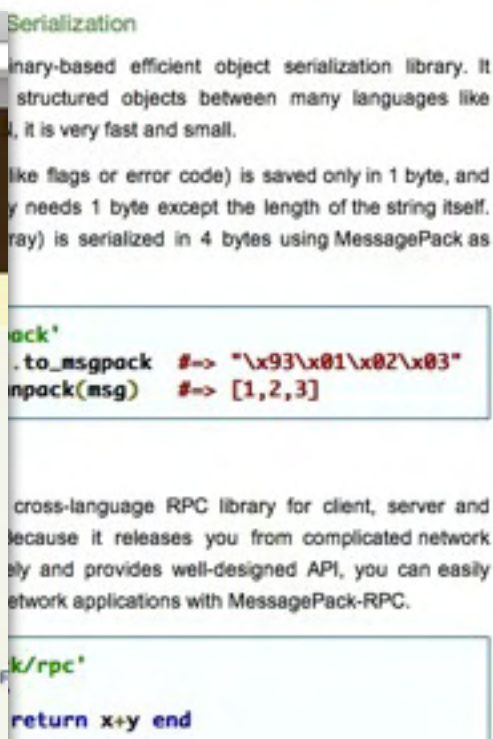 Serialization
inary-based efficient object serialization library. It
structured objects between many languages like
, it is very fast and small.
like flags or error code) is saved only in 1 byte, and
y needs 1 byte except the length of the string itself.
ray) is serialized in 4 bytes using MessagePack as
pack'
.to_msgpack #=> "\x93\x01\x02\x03"
npack(msg) #=> [1,2,3]
cross-language RPC library for client, server and
Because it releases you from complicated network
ely and provides well-designed API, you can easily
etwork applications with MessagePack-RPC.
k/rpc'
return x+y end